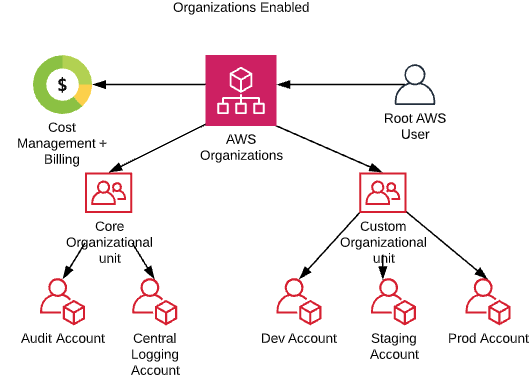 Organizations Enabled
$
Cost
Management +
Billing
AWS
Organizations
Root AWS
User
Core
Organizational
unit
Custom
Organizational
unit
Audit Account
Central
Logging
Account
Dev Account
Staging
Account
Prod Account